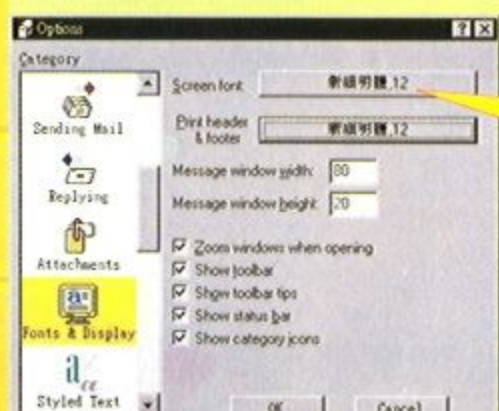 Options
Category
Sending Mail
Replying
Attachments
Fonts & Display
Styled Text
Screen font:
新細明體,12
Print header
& footer
新細明體,12
Message window width:
80
Message window height:
20
Zoom windows when opening
Show toolbar
Show toolbar tips
Show status bar
Show category icons
OK
Cancel